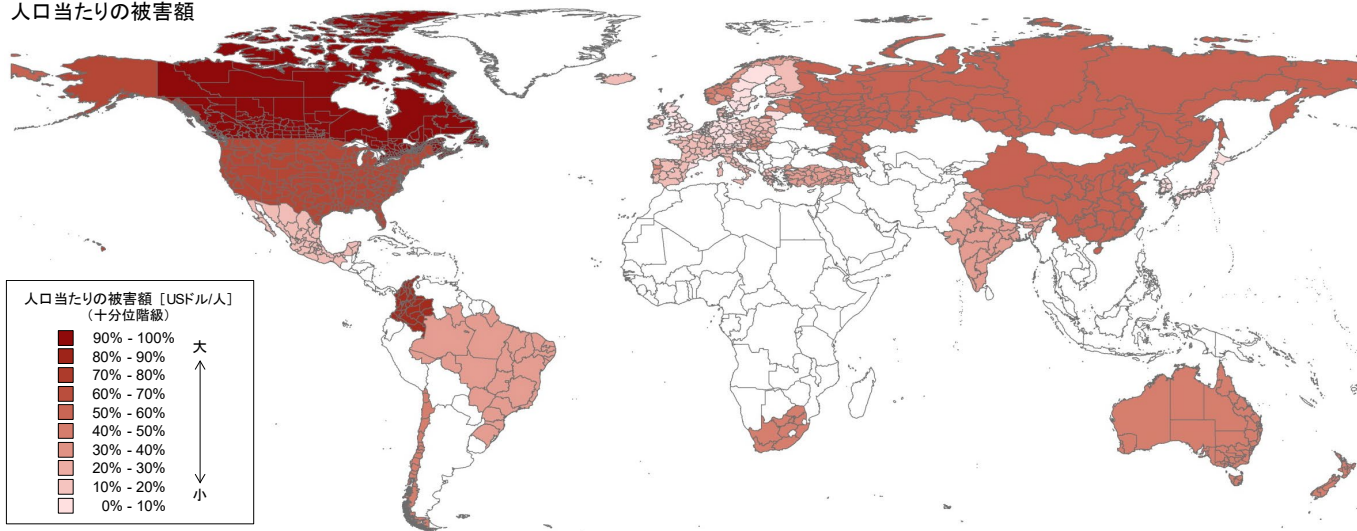 人口当たりの被害額
人口当たりの被害額 [USドル/人]
(十分位階級)
90% - 100%
大
80% - 90%
70% - 80%
60% - 70%
50% - 60%
40% - 50%
30% - 40%
20% - 30%
10% - 20%
小
0% - 10%